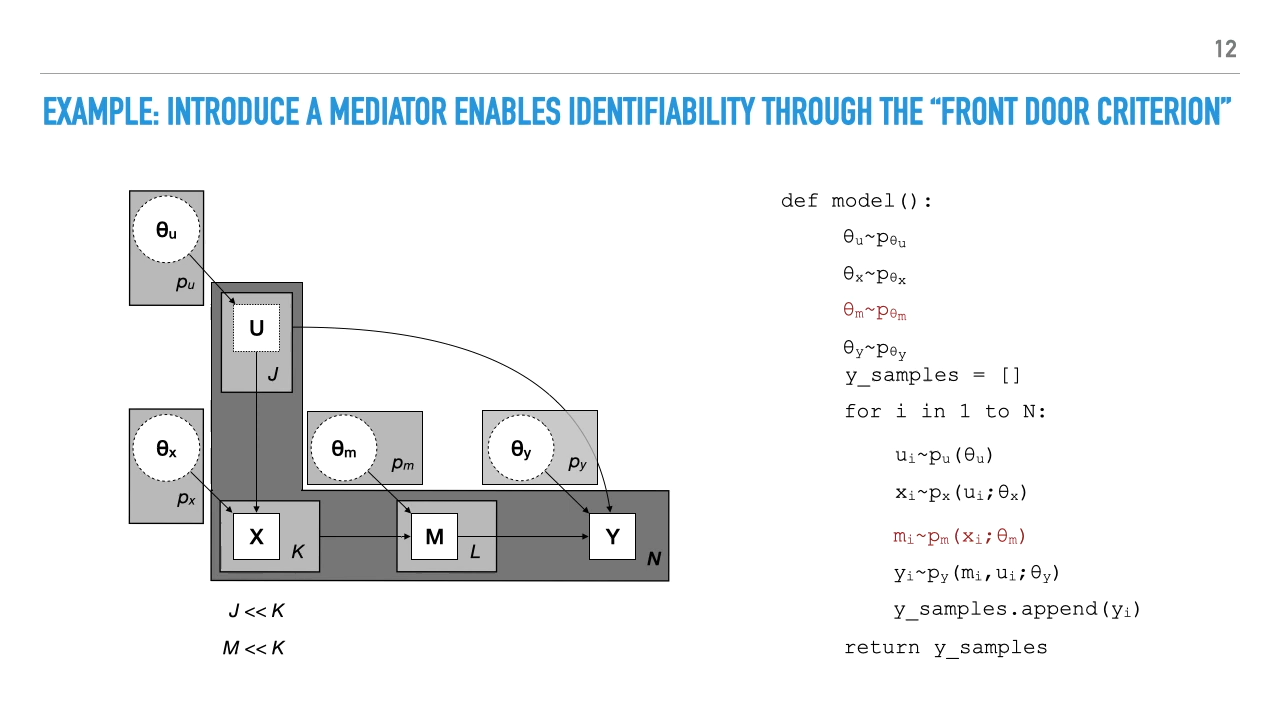 12
EXAMPLE: INTRODUCE A MEDIATOR ENABLES IDENTIFIABILITY THROUGH THE “FRONT DOOR CRITERION”
θu
pu
U
J
θx
px
θm
pm
θy
py
X
K
M
L
Y
N
J << K
M << K
def model():
θu~pθu
θx~pθx
θm~pθm
θy~pθy
y_samples = []
for i in 1 to N:
ui~pu(θu)
xi~px(ui;θx)
mi~pm(xi;θm)
yi~py(mi,ui;θy)
y_samples.append(yi)
return y_samples